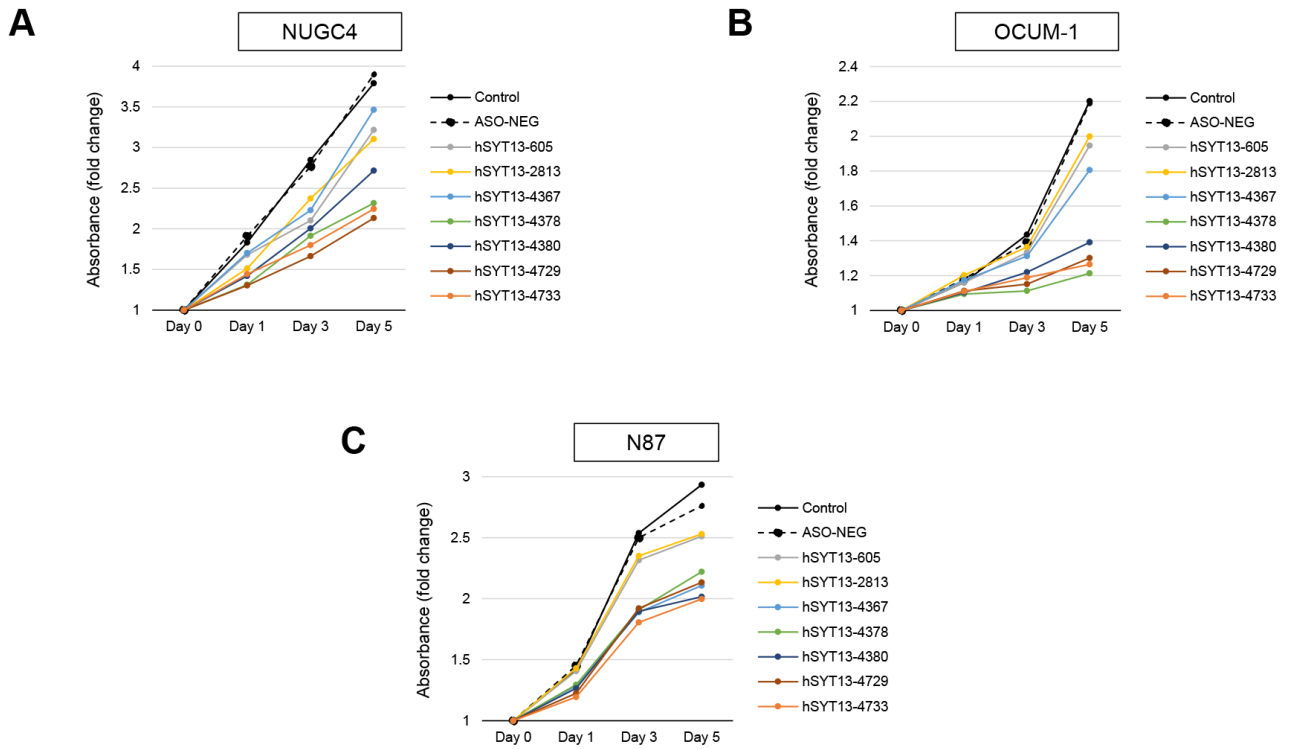 A
NUGC4
Absorbance (fold change)
4
3.5
3
2.5
2
1.5
1
Day 0 Day 1 Day 3 Day 5
Control
ASO-NEG
hSYT13-605
hSYT13-2813
hSYT13-4367
hSYT13-4378
hSYT13-4380
hSYT13-4729
hSYT13-4733
B
OCUM-1
Absorbance (fold change)
2.4
2.2
2
1.8
1.6
1.4
1.2
1
Day 0 Day 1 Day 3 Day 5
Control
ASO-NEG
hSYT13-605
hSYT13-2813
hSYT13-4367
hSYT13-4378
hSYT13-4380
hSYT13-4729
hSYT13-4733
C
N87
Absorbance (fold change)
3
2.5
2
1.5
1
Day 0 Day 1 Day 3 Day 5
Control
ASO-NEG
hSYT13-605
hSYT13-2813
hSYT13-4367
hSYT13-4378
hSYT13-4380
hSYT13-4729
hSYT13-4733